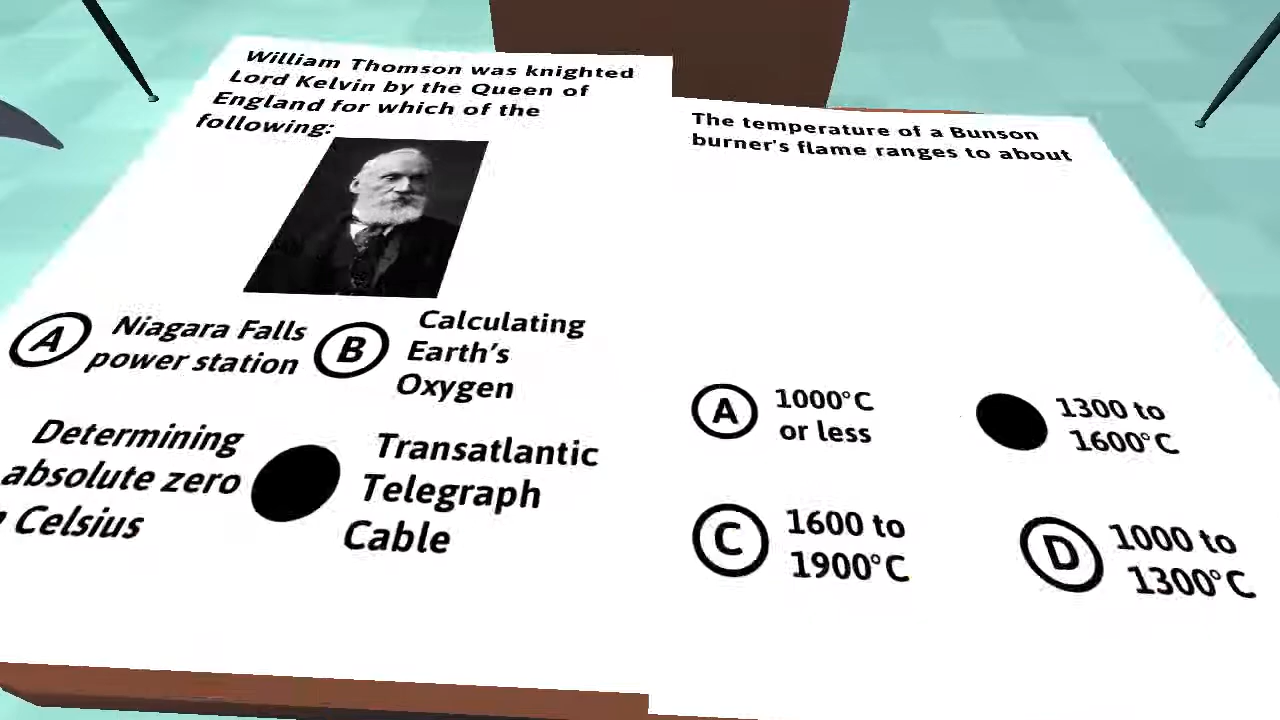 William Thomson was knighted
Lord Kelvin by the Queen of
England for which of the
following:
A Niagara Falls
power station
B Calculating
Earth's
Oxygen
Determining
absolute zero
Celsius
Transatlantic
Telegraph
Cable
The temperature of a Bunson
burner's flame ranges to about
A 1000°C
or less
1300 to
1600°C
C 1600 to
1900°C
D 1000 to
1300°C